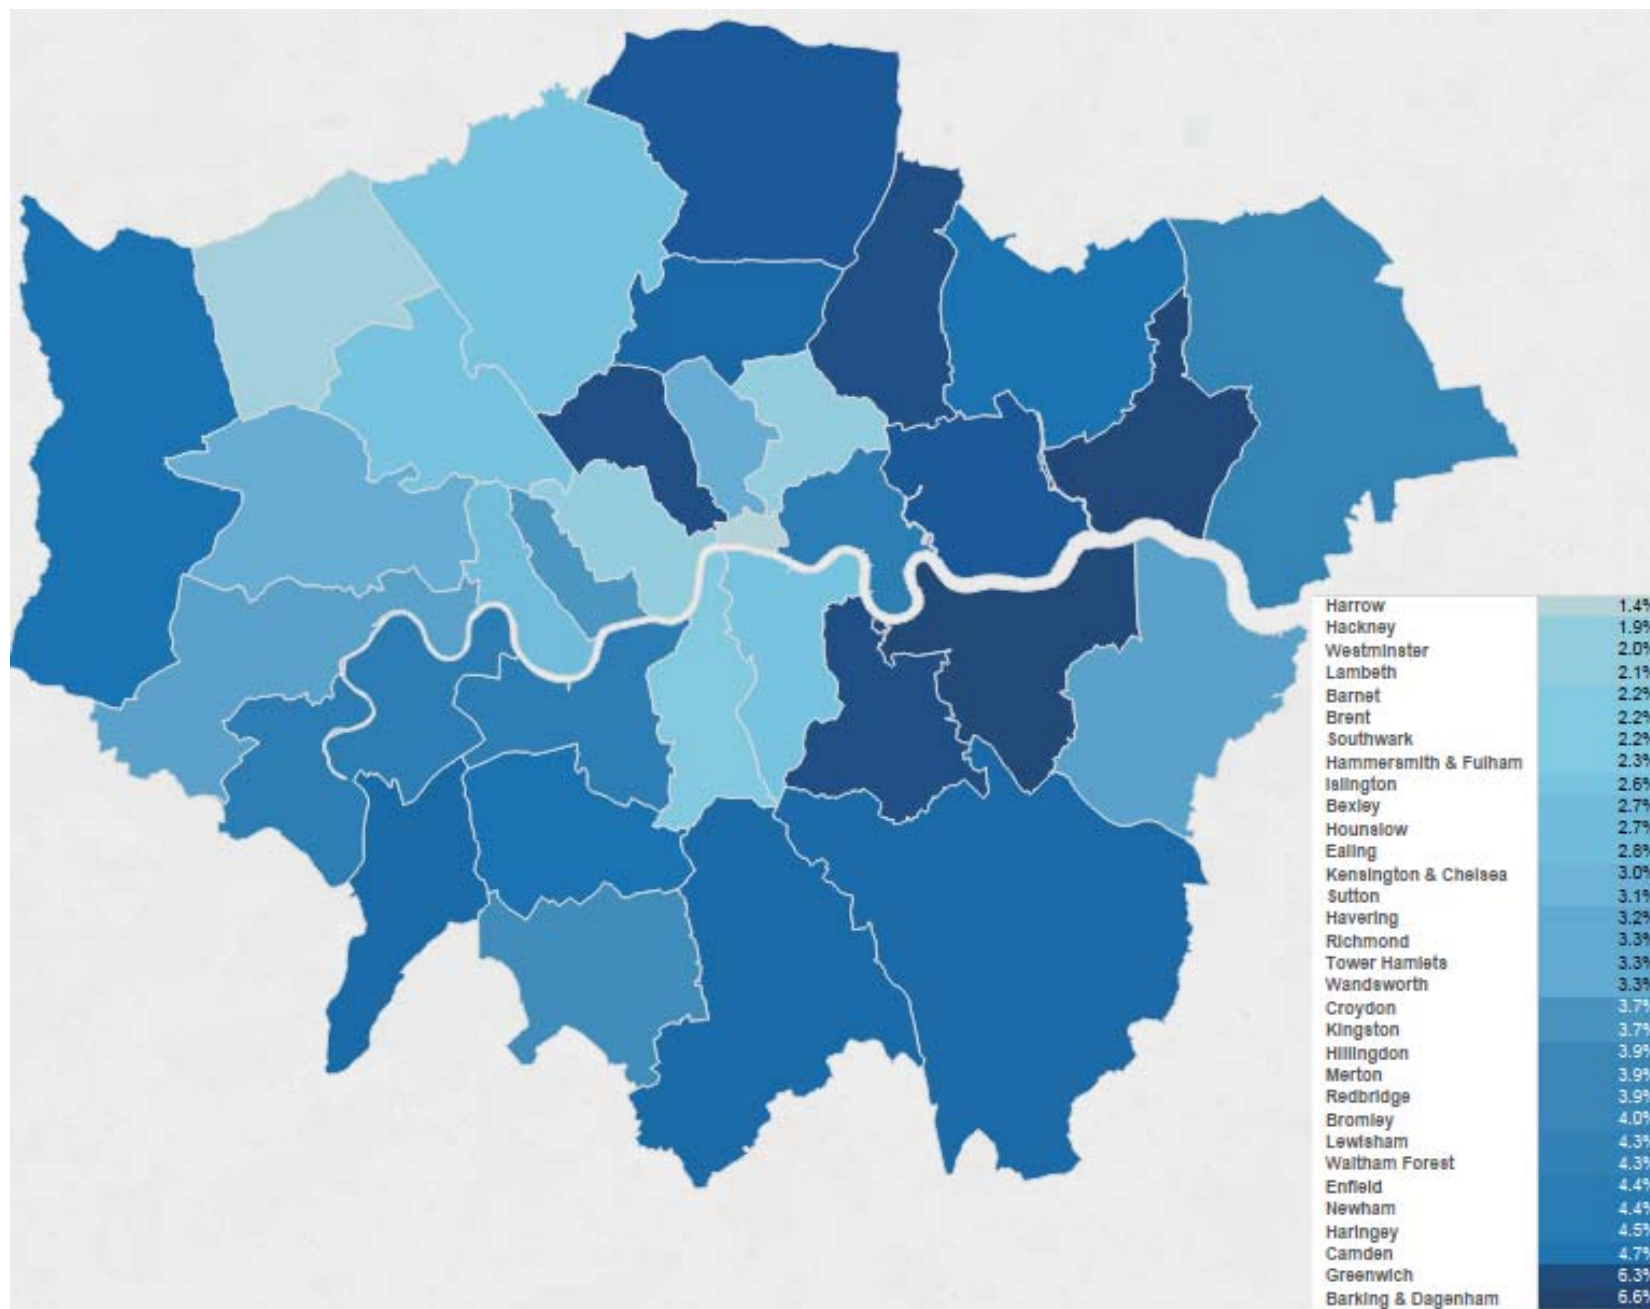 Harrow 1.4%
Hackney 1.9%
Westminster 2.0%
Lambeth 2.1%
Barnet 2.2%
Brent 2.2%
Southwark 2.2%
Hammersmith & Fulham 2.3%
Islington 2.6%
Bexley 2.7%
Hounslow 2.7%
Ealing 2.8%
Kensington & Chelsea 3.0%
Sutton 3.1%
Havering 3.2%
Richmond 3.3%
Tower Hamlets 3.3%
Wandsworth 3.3%
Croydon 3.7%
Kingston 3.7%
Hillingdon 3.9%
Merton 3.9%
Redbridge 3.9%
Bromley 4.0%
Lewisham 4.3%
Waltham Forest 4.3%
Enfield 4.4%
Newham 4.4%
Haringey 4.5%
Camden 4.7%
Greenwich 6.3%
Barking & Dagenham 6.6%